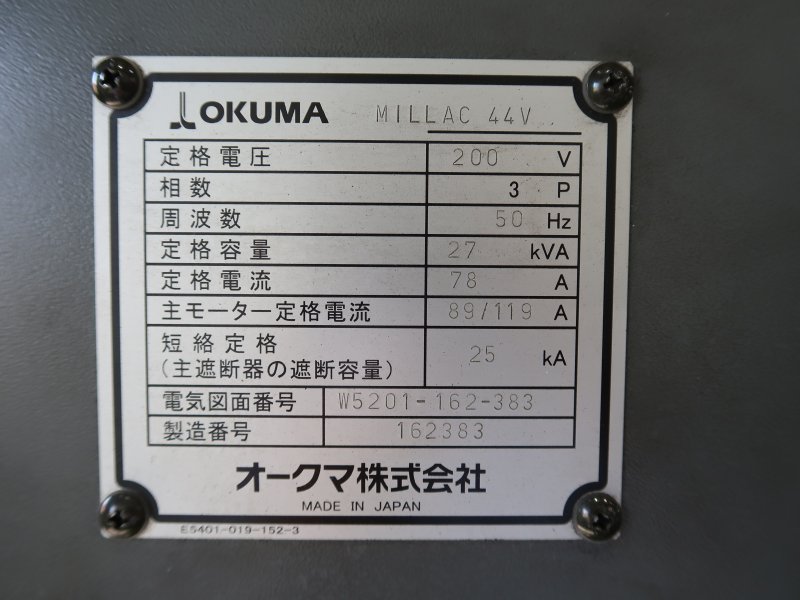 OKUMA MILLAC 44V
定格電圧 200 V
相数 3 P
周波数 50 Hz
定格容量 27 kVA
定格電流 78 A
主モーター定格電流 89/119 A
短絡定格 25 kA
(主遮断器の遮断容量)
電気図面番号 W5201-162-383
製造番号 162383
オークマ株式会社
MADE IN JAPAN
E5401-019-152-3